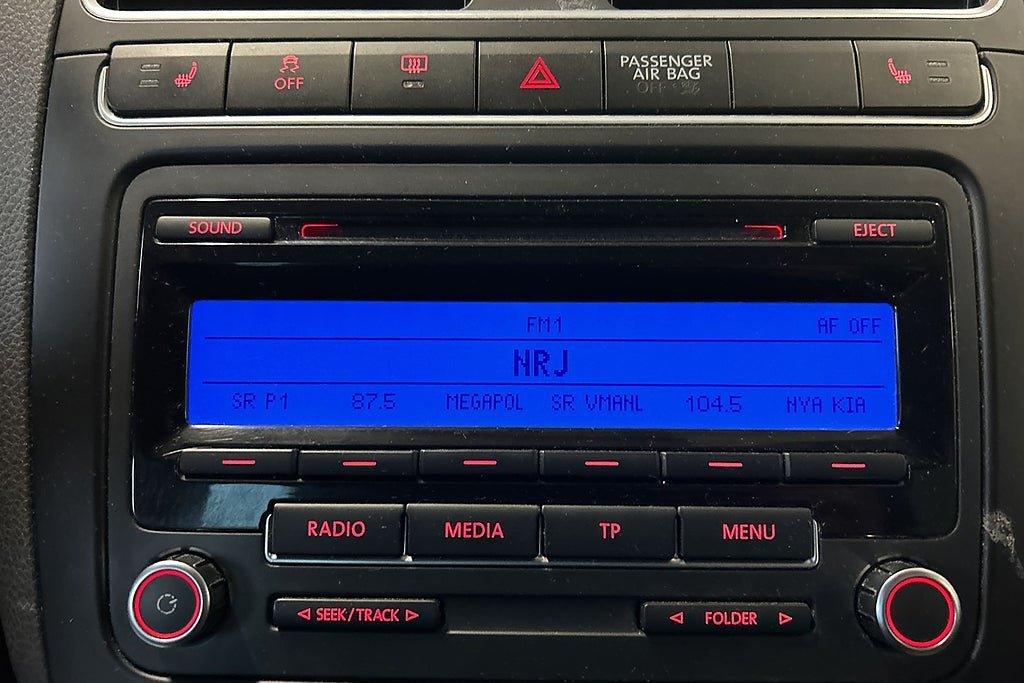 OFF
PASSENGER
AIR BAG
OFF
SOUND
EJECT
FM1 AF OFF
NRJ
SR P1 87.5 MEGAPOL SR VMANL 104.5 NYA KIA
RADIO MEDIA TP MENU
SEEK/TRACK FOLDER